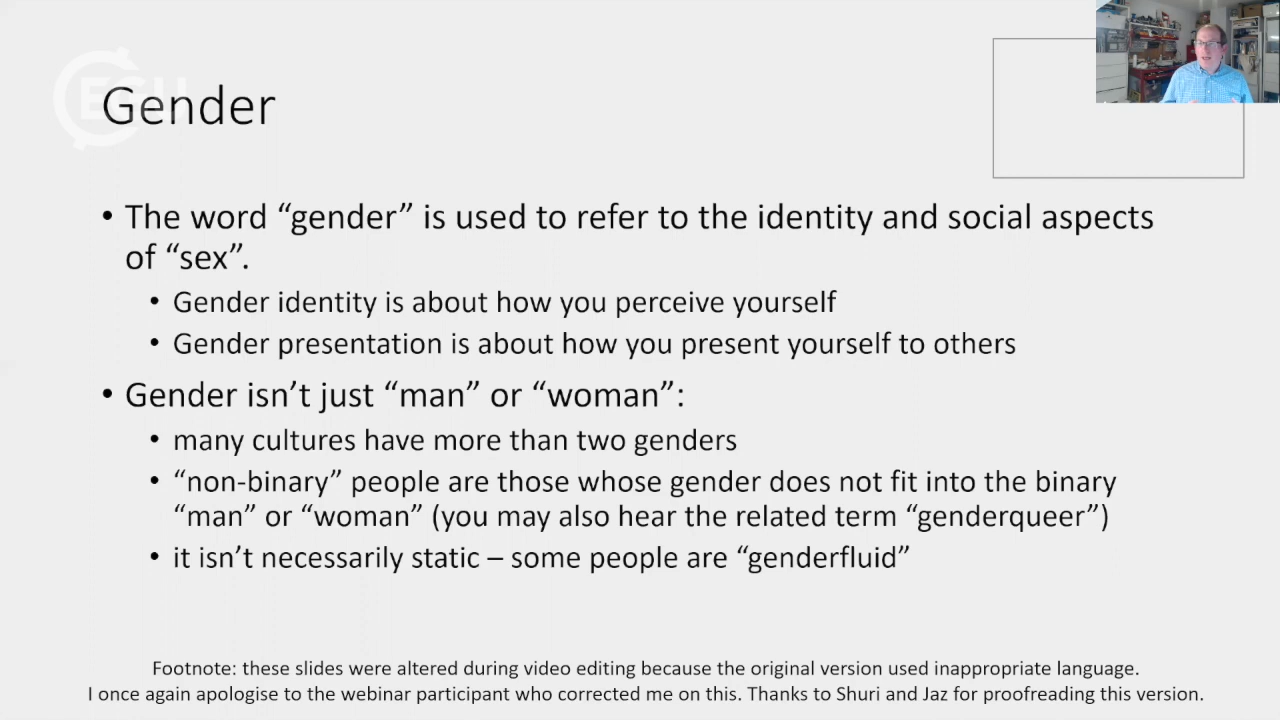 EGU
Gender
• The word “gender” is used to refer to the identity and social aspects
of “sex”.
• Gender identity is about how you perceive yourself
• Gender presentation is about how you present yourself to others
• Gender isn’t just “man” or “woman”:
• many cultures have more than two genders
• “non-binary” people are those whose gender does not fit into the binary
“man” or “woman” (you may also hear the related term “genderqueer”)
• it isn’t necessarily static – some people are “genderfluid”
Footnote: these slides were altered during video editing because the original version used inappropriate language.
I once again apologise to the webinar participant who corrected me on this. Thanks to Shuri and Jaz for proofreading this version.